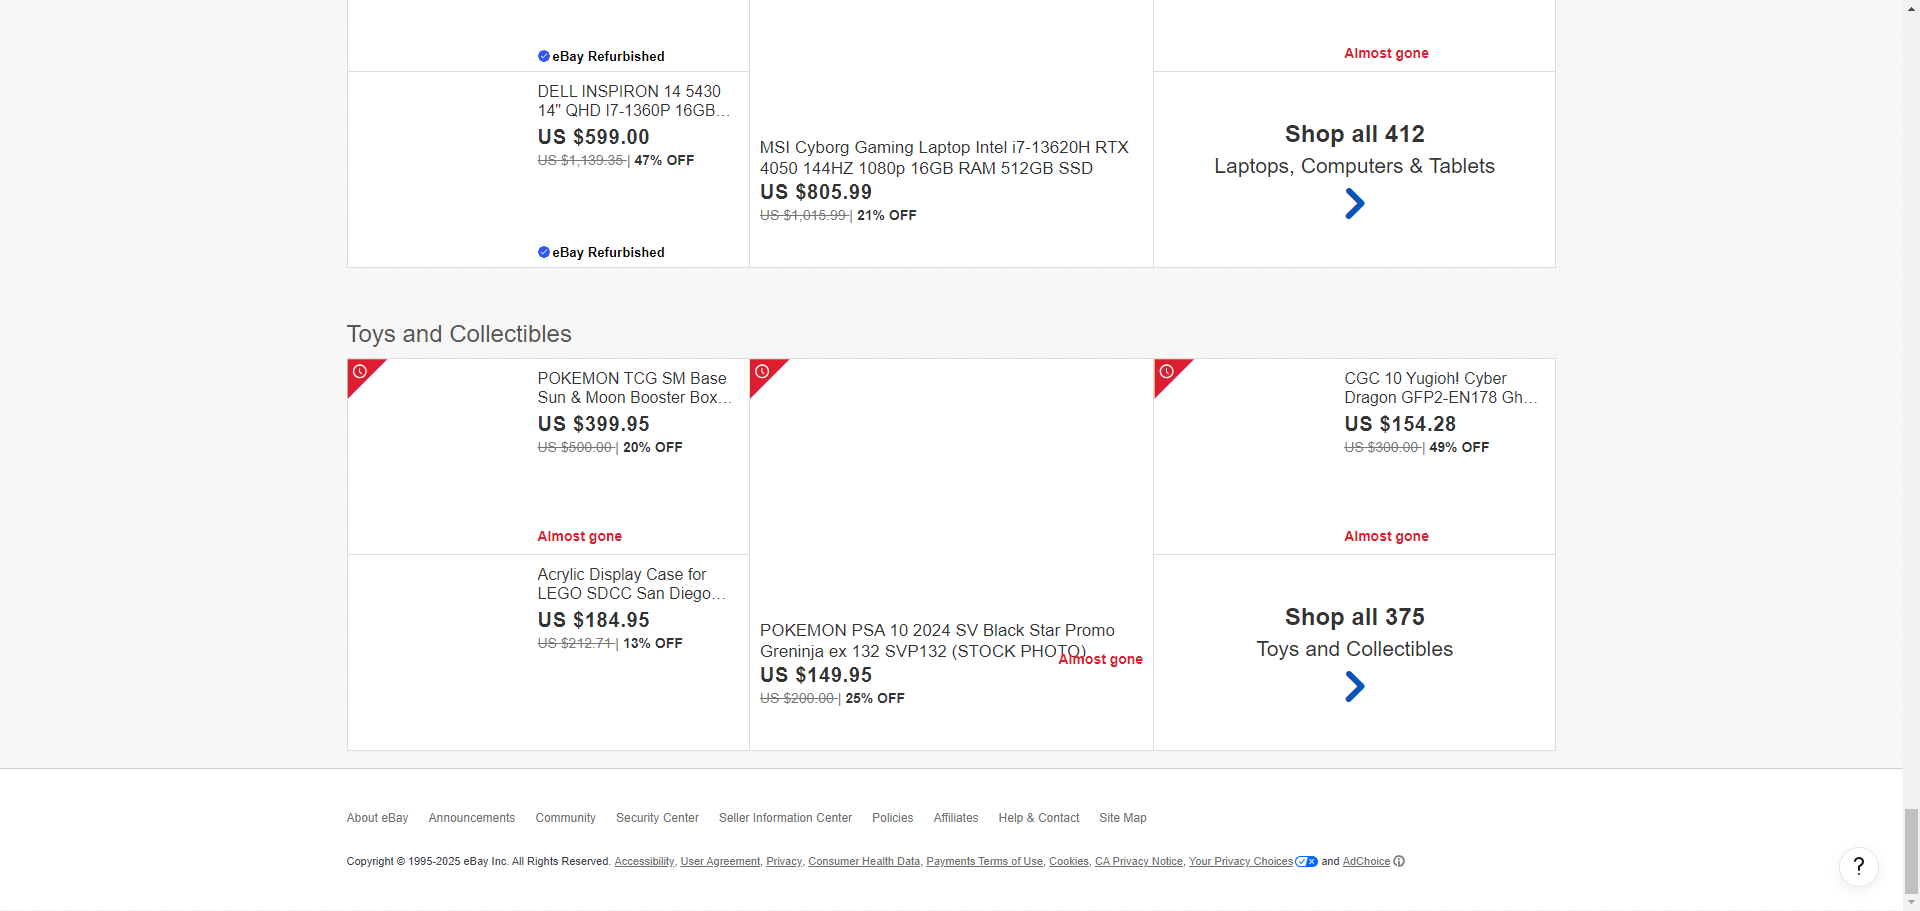 eBay Refurbished
DELL INSPIRON 14 5430
14" QHD I7-1360P 16GB...
US $599.00
US $1,139.35 | 47% OFF
eBay Refurbished
MSI Cyborg Gaming Laptop Intel i7-13620H RTX
4050 144HZ 1080p 16GB RAM 512GB SSD
US $805.99
US $1,015.99 | 21% OFF
Almost gone
Shop all 412
Laptops, Computers & Tablets
Toys and Collectibles
POKEMON TCG SM Base
Sun & Moon Booster Box...
US $399.95
US $500.00 | 20% OFF
Almost gone
Acrylic Display Case for
LEGO SDCC San Diego...
US $184.95
US $212.71 | 13% OFF
POKEMON PSA 10 2024 SV Black Star Promo
Greninja ex 132 SVP132 (STOCK PHOTO)
Almost gone
US $149.95
US $200.00 | 25% OFF
CGC 10 Yugioh! Cyber
Dragon GFP2-EN178 Gh...
US $154.28
US $300.00 | 49% OFF
Almost gone
Shop all 375
Toys and Collectibles
About eBay Announcements Community Security Center Seller Information Center Policies Affiliates Help & Contact Site Map
Copyright © 1995-2025 eBay Inc. All Rights Reserved. Accessibility, User Agreement, Privacy, Consumer Health Data, Payments Terms of Use, Cookies, CA Privacy Notice, Your Privacy Choices and AdChoice
?